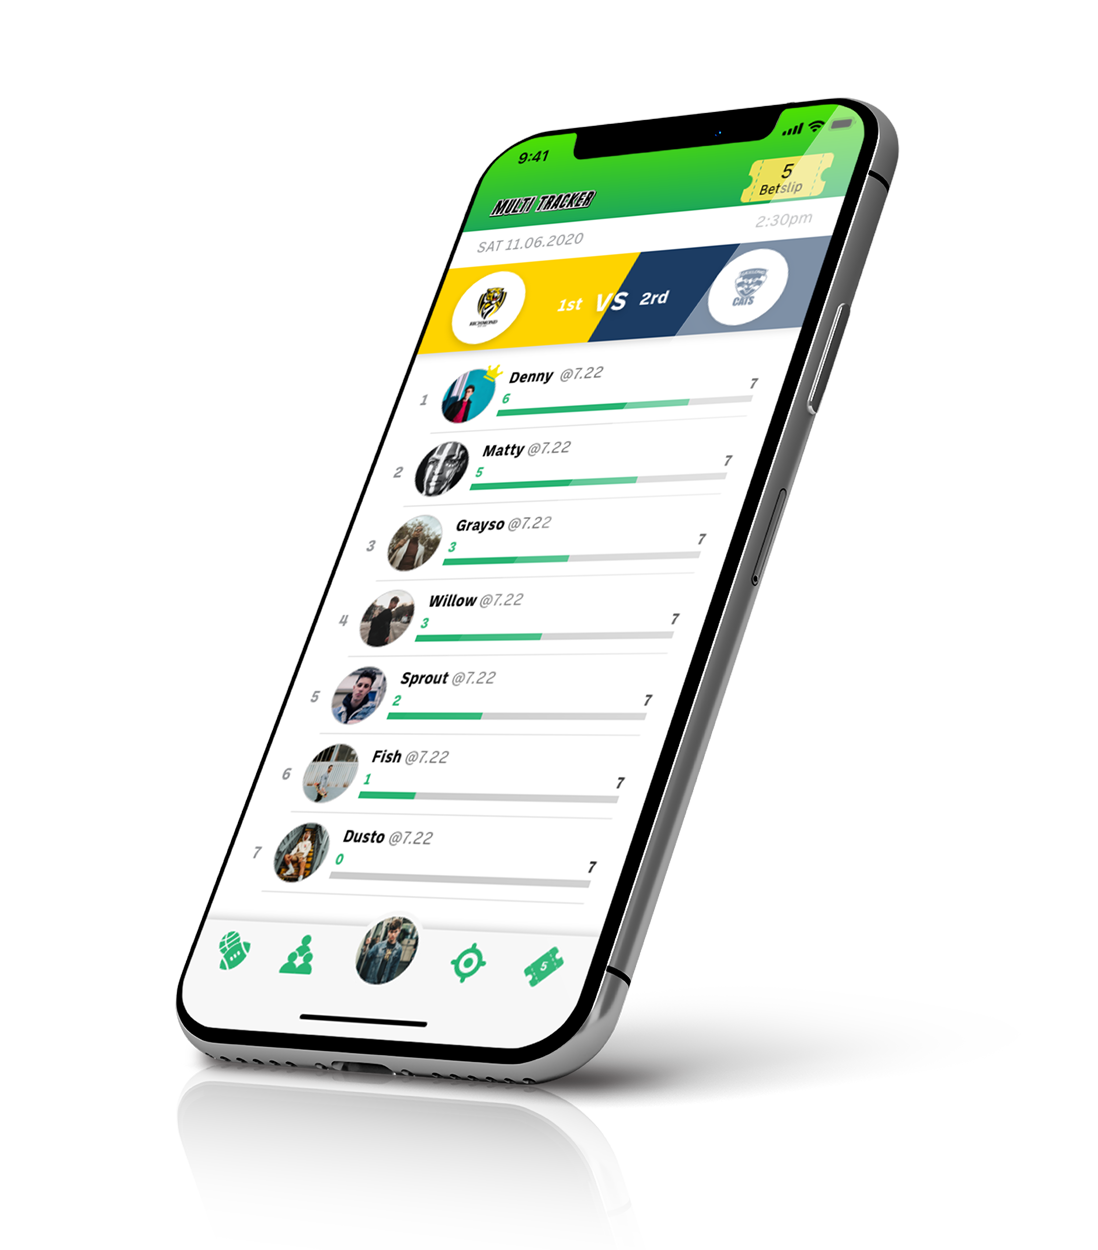 9:41
5
Betslip
MULTI TRACKER
SAT 11.06.2020
2:30pm
RICHMOND
1st VS 2rd
CATS
1
Denny @7.22
6
7
2
Matty @7.22
5
7
3
Grayso @7.22
3
7
4
Willow @7.22
3
7
5
Sprout @7.22
2
7
6
Fish @7.22
1
7
7
Dusto @7.22
0
7
5